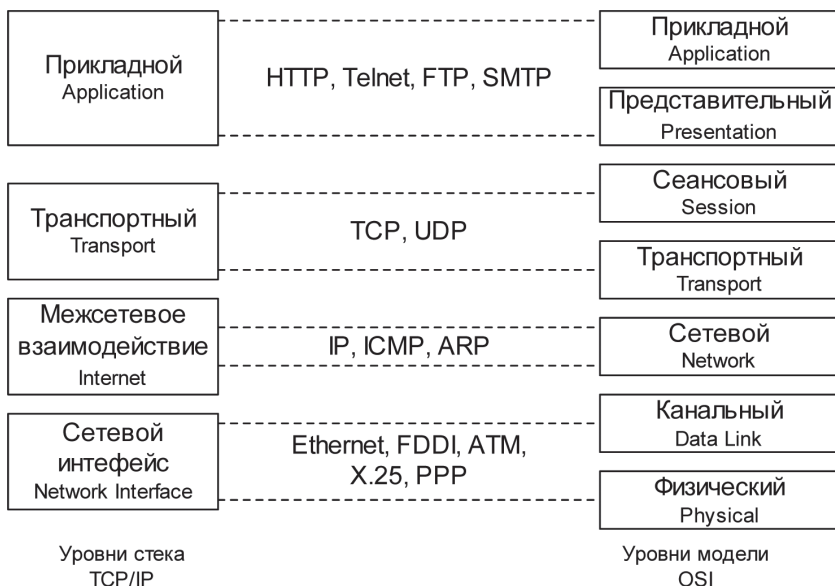 Прикладной
Application
HTTP, Telnet, FTP, SMTP
Прикладной
Application
Представительный
Presentation
Транспортный
Transport
TCP, UDP
Сеансовый
Session
Транспортный
Transport
Межсетевое
взаимодействие
Internet
IP, ICMP, ARP
Сетевой
Network
Сетевой
интефейс
Network Interface
Ethernet, FDDI, ATM,
X.25, PPP
Канальный
Data Link
Физический
Physical
Уровни стека
TCP/IP
Уровни модели
OSI